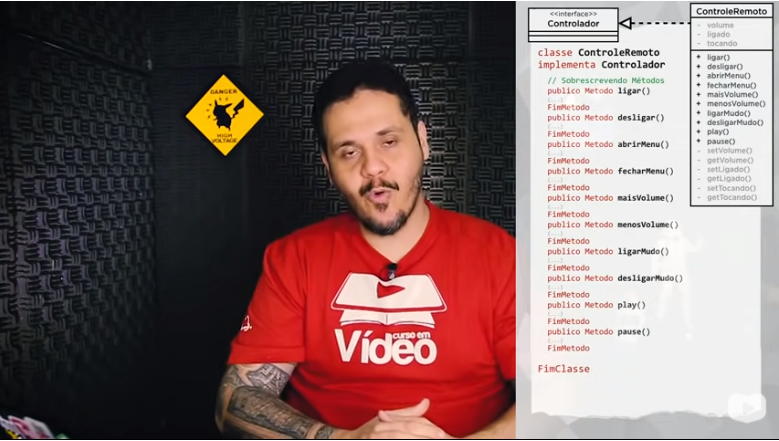 DANGER
HIGH
VOLTAGE
curso em
Vídeo
<<interface>>
Controlador
ControleRemoto
- volume
- ligado
- tocando
+ ligar()
+ desligar()
+ abrirMenu()
+ fecharMenu()
+ maisVolume()
+ menosVolume()
+ ligarMudo()
+ desligarMudo()
+ play()
+ pause()
- setVolume()
- getVolume()
- setLigado()
- getLigado()
- setTocando()
- getTocando()
classe ControleRemoto
implementa Controlador
// Sobrescrevendo Métodos
publico Metodo ligar()
(...)
FimMetodo
publico Metodo desligar()
(...)
FimMetodo
publico Metodo abrirMenu()
(...)
FimMetodo
publico Metodo fecharMenu()
(...)
FimMetodo
publico Metodo maisVolume()
(...)
FimMetodo
publico Metodo menosVolume()
(...)
FimMetodo
publico Metodo ligarMudo()
(...)
FimMetodo
publico Metodo desligarMudo()
(...)
FimMetodo
publico Metodo play()
(...)
FimMetodo
publico Metodo pause()
(...)
FimMetodo
FimClasse